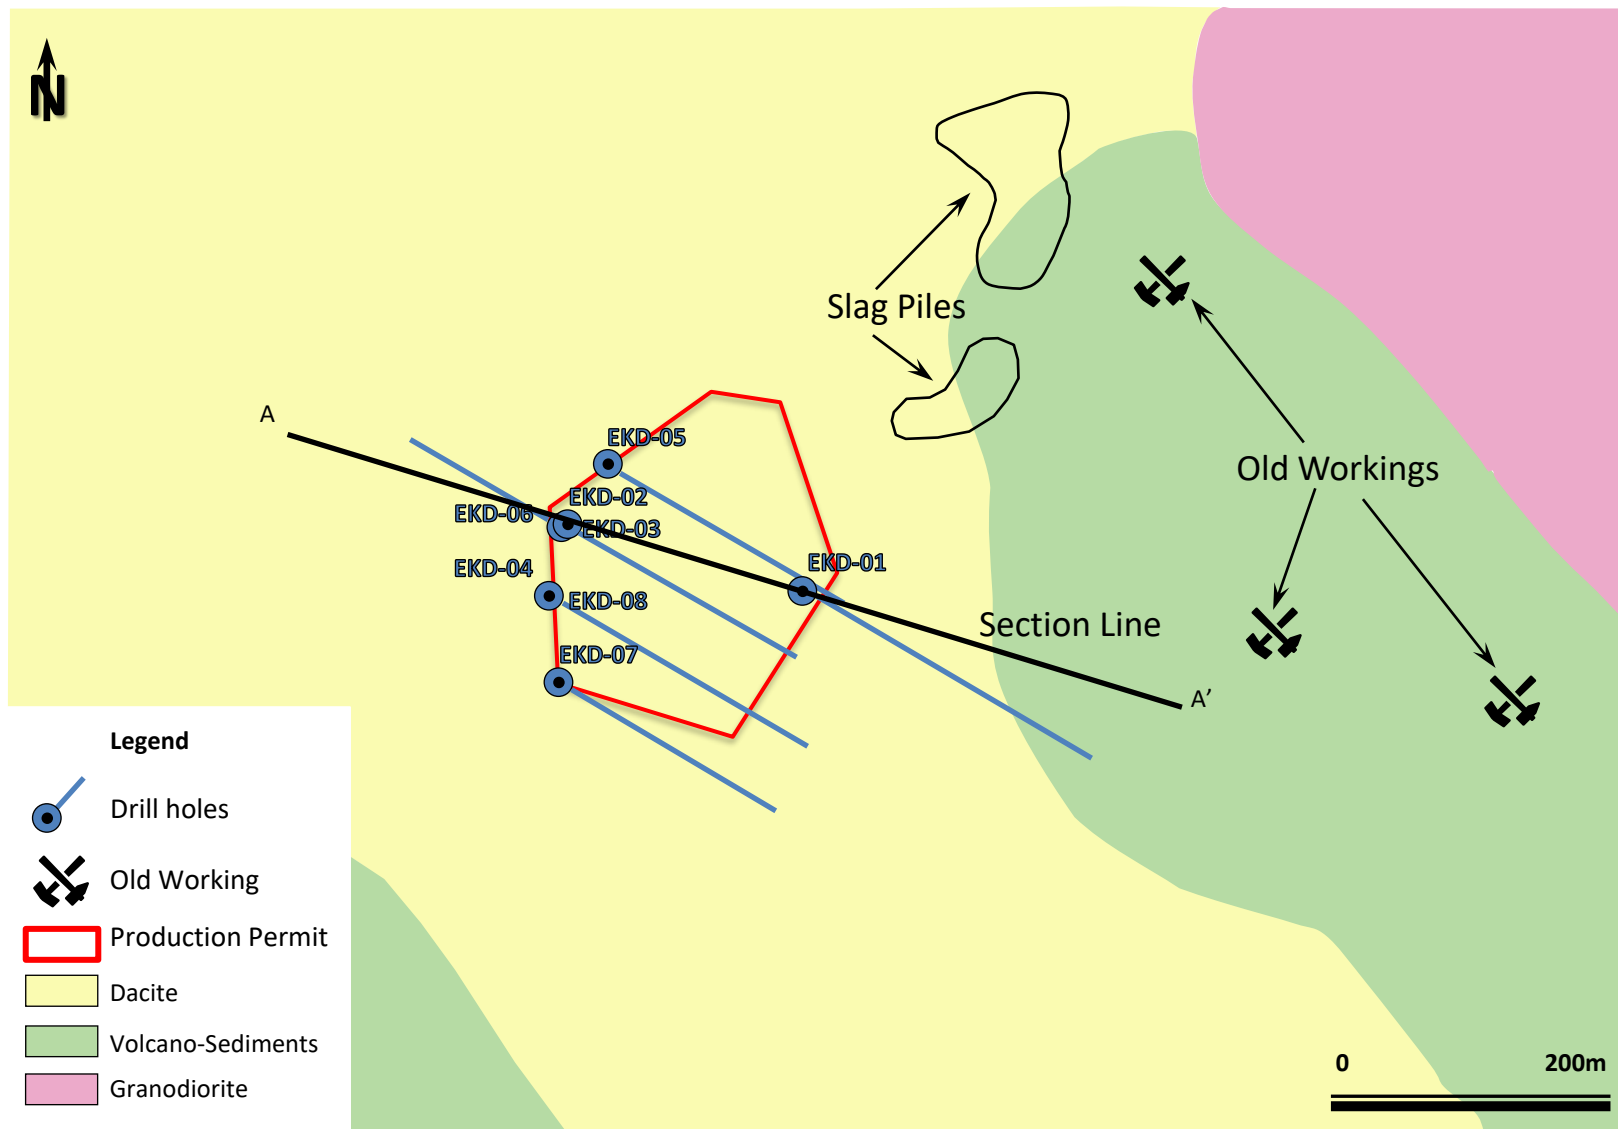 N
Slag Piles
A
EKD-05
Old Workings
EKD-02
EKD-06
EKD-03
EKD-01
EKD-04
EKD-08
Section Line
EKD-07
A’
Legend
Drill holes
Old Working
Production Permit
Dacite
Volcano-Sediments
Granodiorite
0 200m